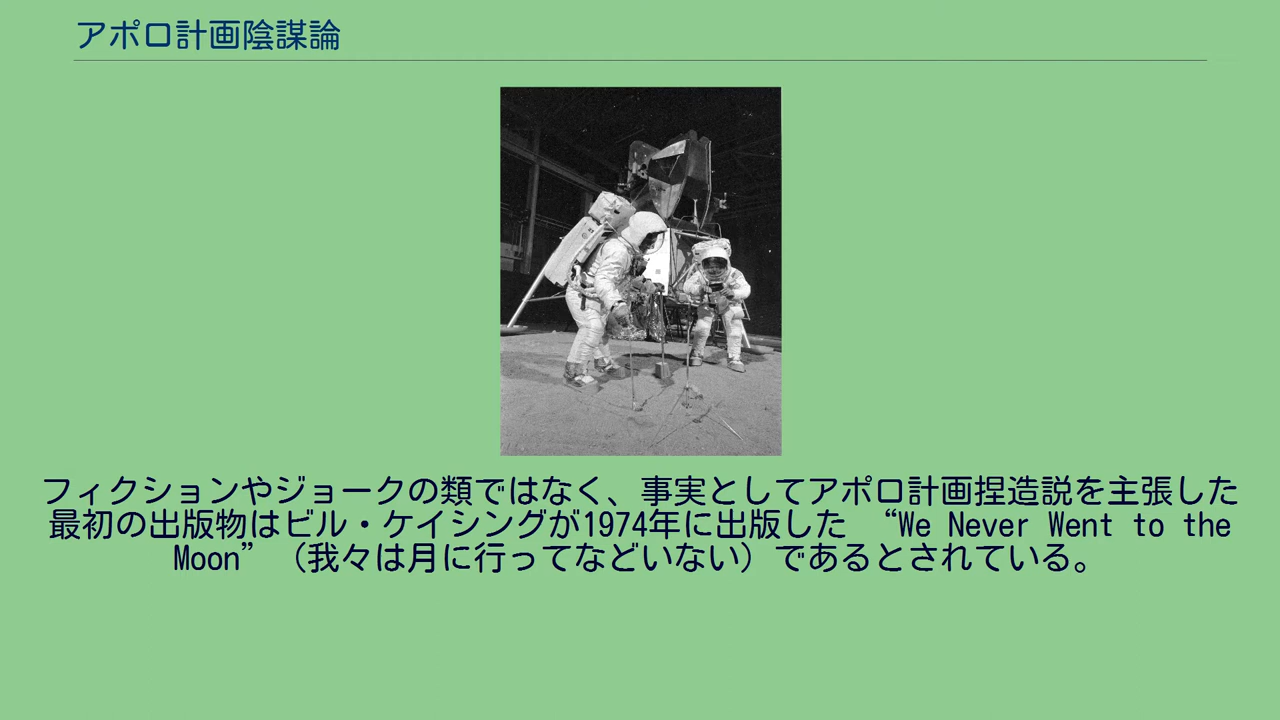 アポロ計画陰謀論
フィクションやジョークの類ではなく、事実としてアポロ計画捏造説を主張した
最初の出版物はビル・ケイシングが1974年に出版した “We Never Went to the
Moon”（我々は月に行ってなどいない）であるとされている。